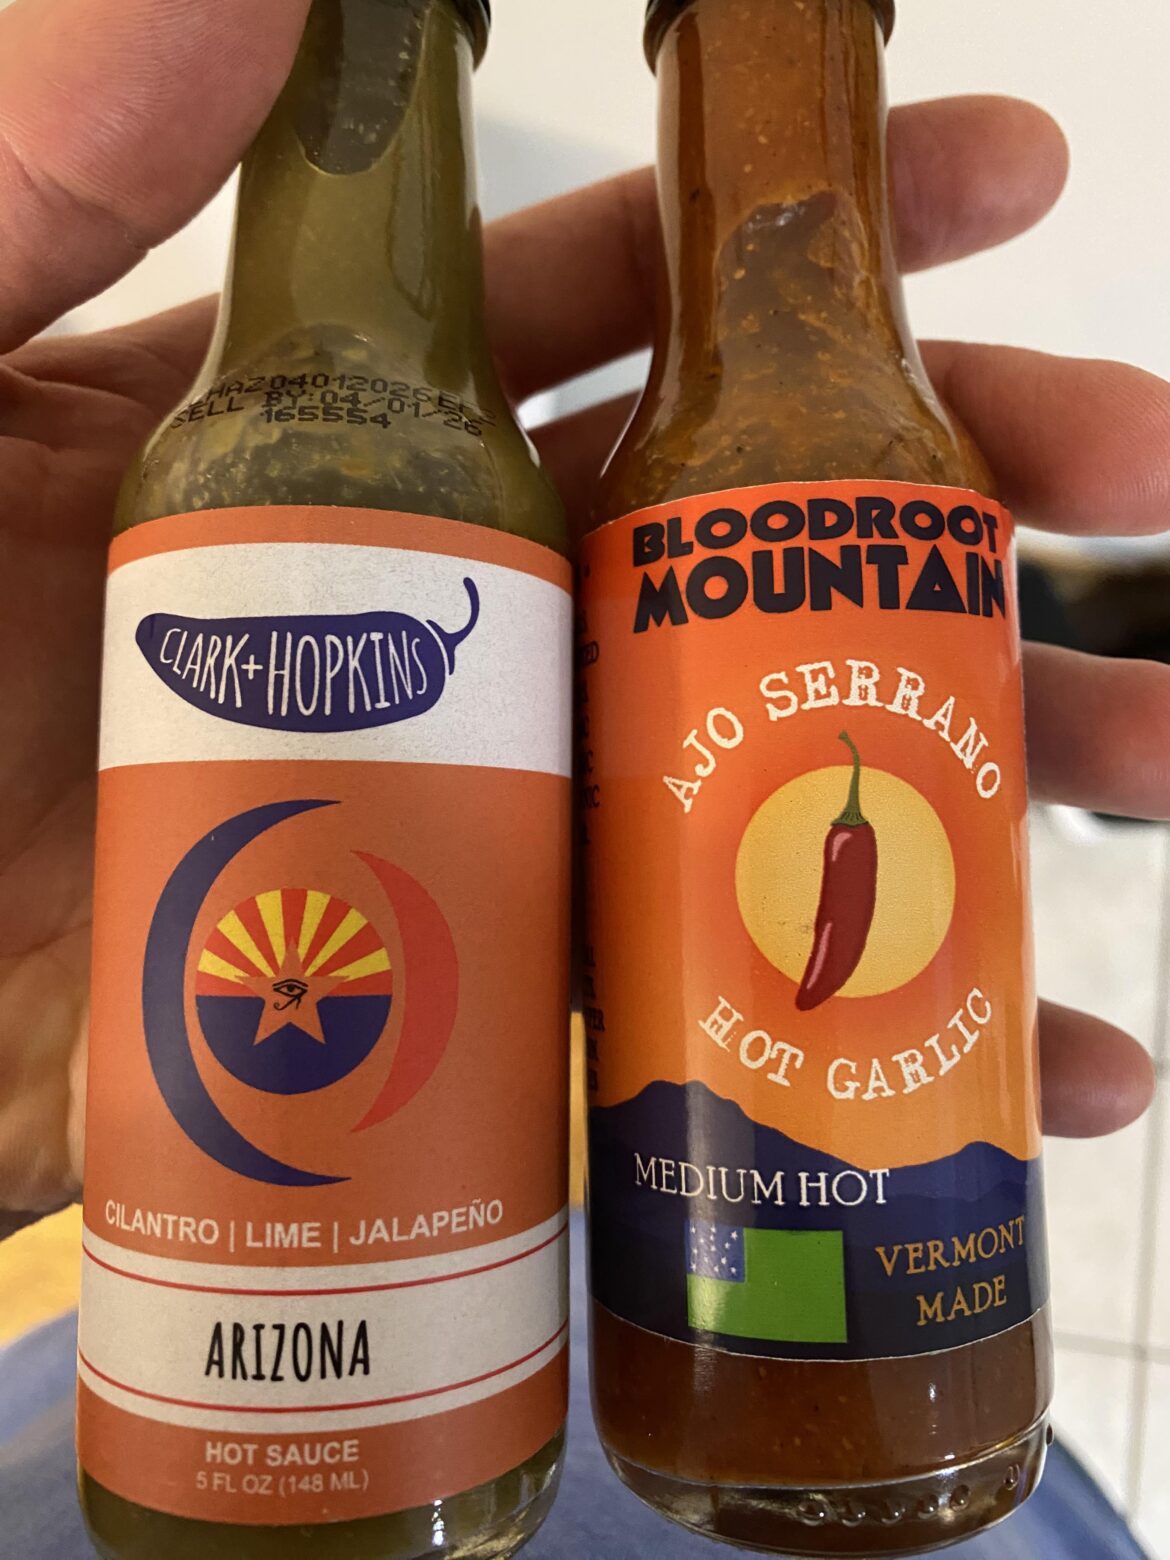 SELL BY:04/01/26
165554
CLARK+HOPKINS
CILANTRO | LIME | JALAPEÑO
ARIZONA
HOT SAUCE
5 FL OZ (148 ML)
BLOODROOT
MOUNTAIN
AJO SERRANO
HOT GARLIC
MEDIUM HOT
VERMONT
MADE